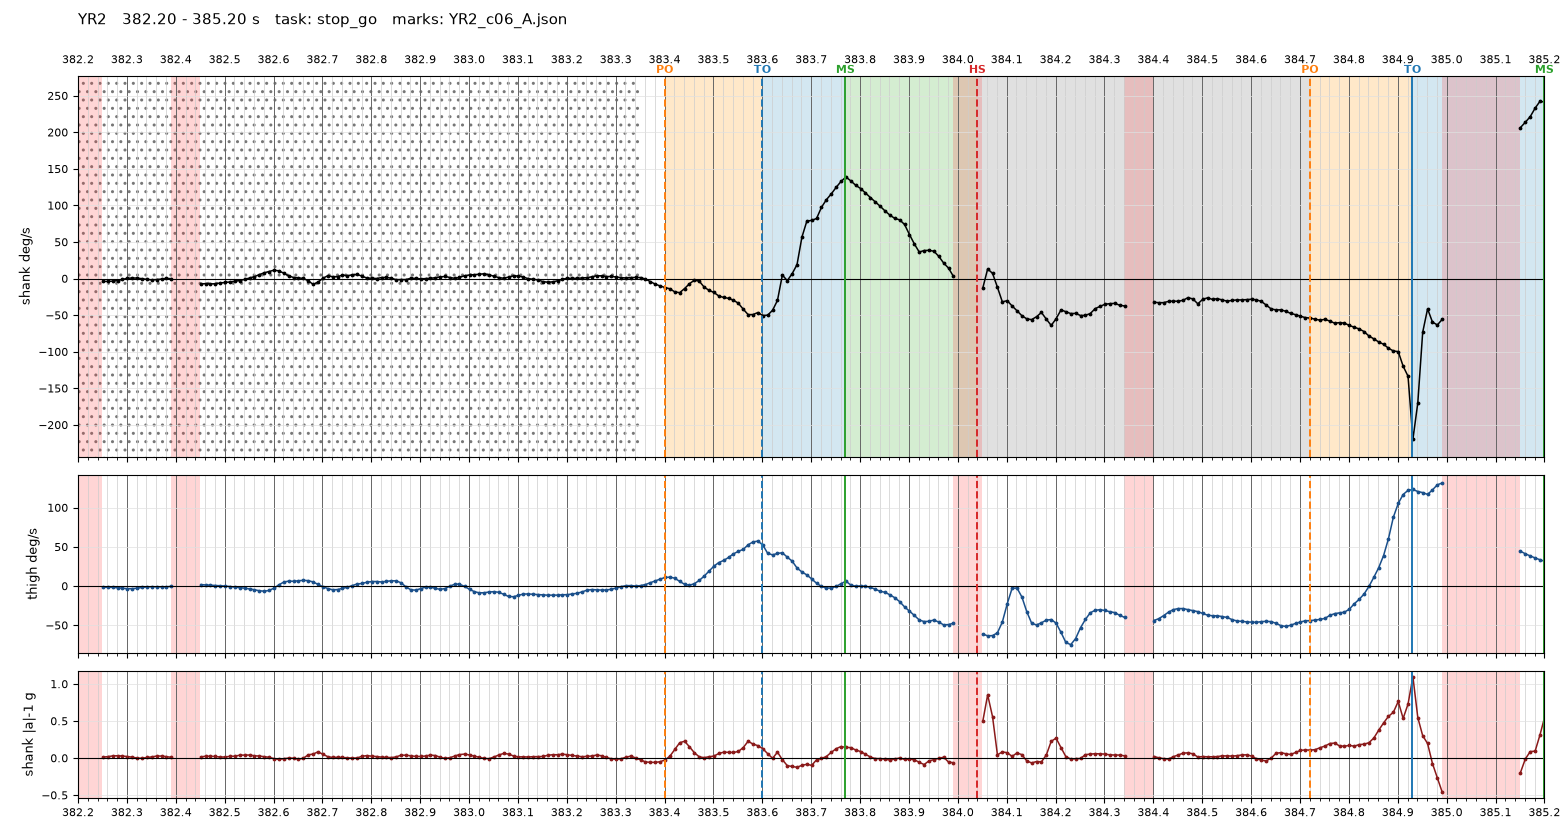 YR2 382.20 - 385.20 s task: stop_go marks: YR2_c06_A.json
382.2 382.3 382.4 382.5 382.6 382.7 382.8 382.9 383.0 383.1 383.2 383.3 383.4 383.5 383.6 383.7 383.8 383.9 384.0 384.1 384.2 384.3 384.4 384.5 384.6 384.7 384.8 384.9 385.0 385.1 385.2
PO TO MS HS PO TO MS
250
200
150
100
50
0
−50
−100
−150
−200
shank deg/s
100
50
0
−50
thigh deg/s
1.0
0.5
0.0
−0.5
shank |a|-1 g
382.2 382.3 382.4 382.5 382.6 382.7 382.8 382.9 383.0 383.1 383.2 383.3 383.4 383.5 383.6 383.7 383.8 383.9 384.0 384.1 384.2 384.3 384.4 384.5 384.6 384.7 384.8 384.9 385.0 385.1 385.2